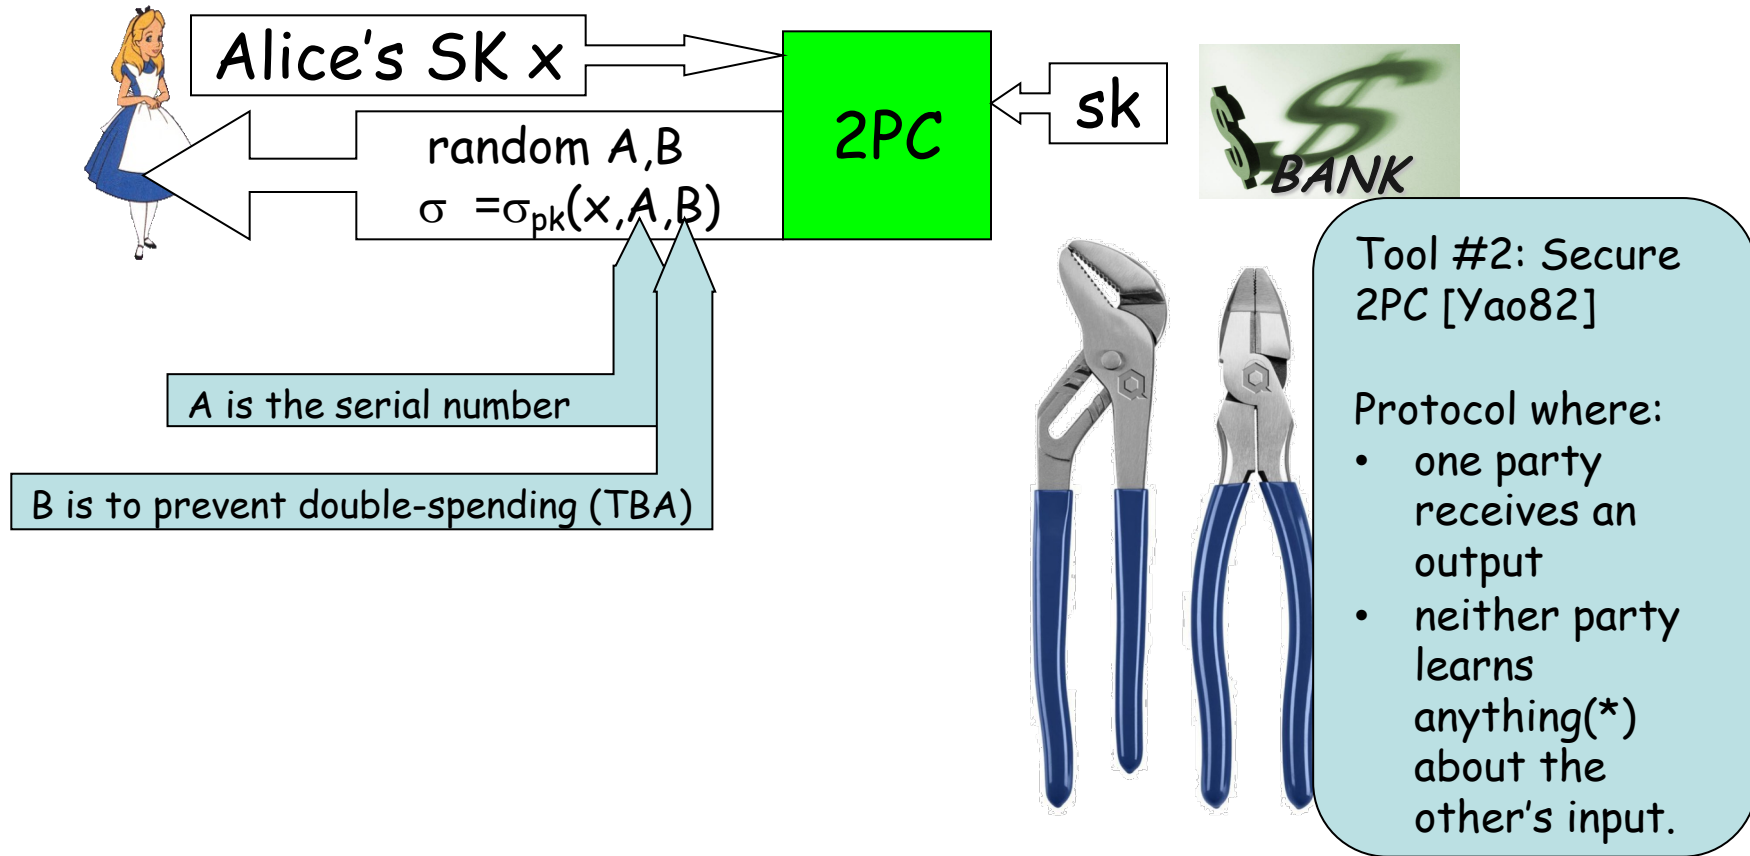 Alice's SK x
2PC
sk
BANK
random A,B
σ =σpk(x,A,B)
A is the serial number
B is to prevent double-spending (TBA)
Tool #2: Secure
2PC [Yao82]
Protocol where:
• one party
receives an
output
• neither party
learns
anything(*)
about the
other's input.